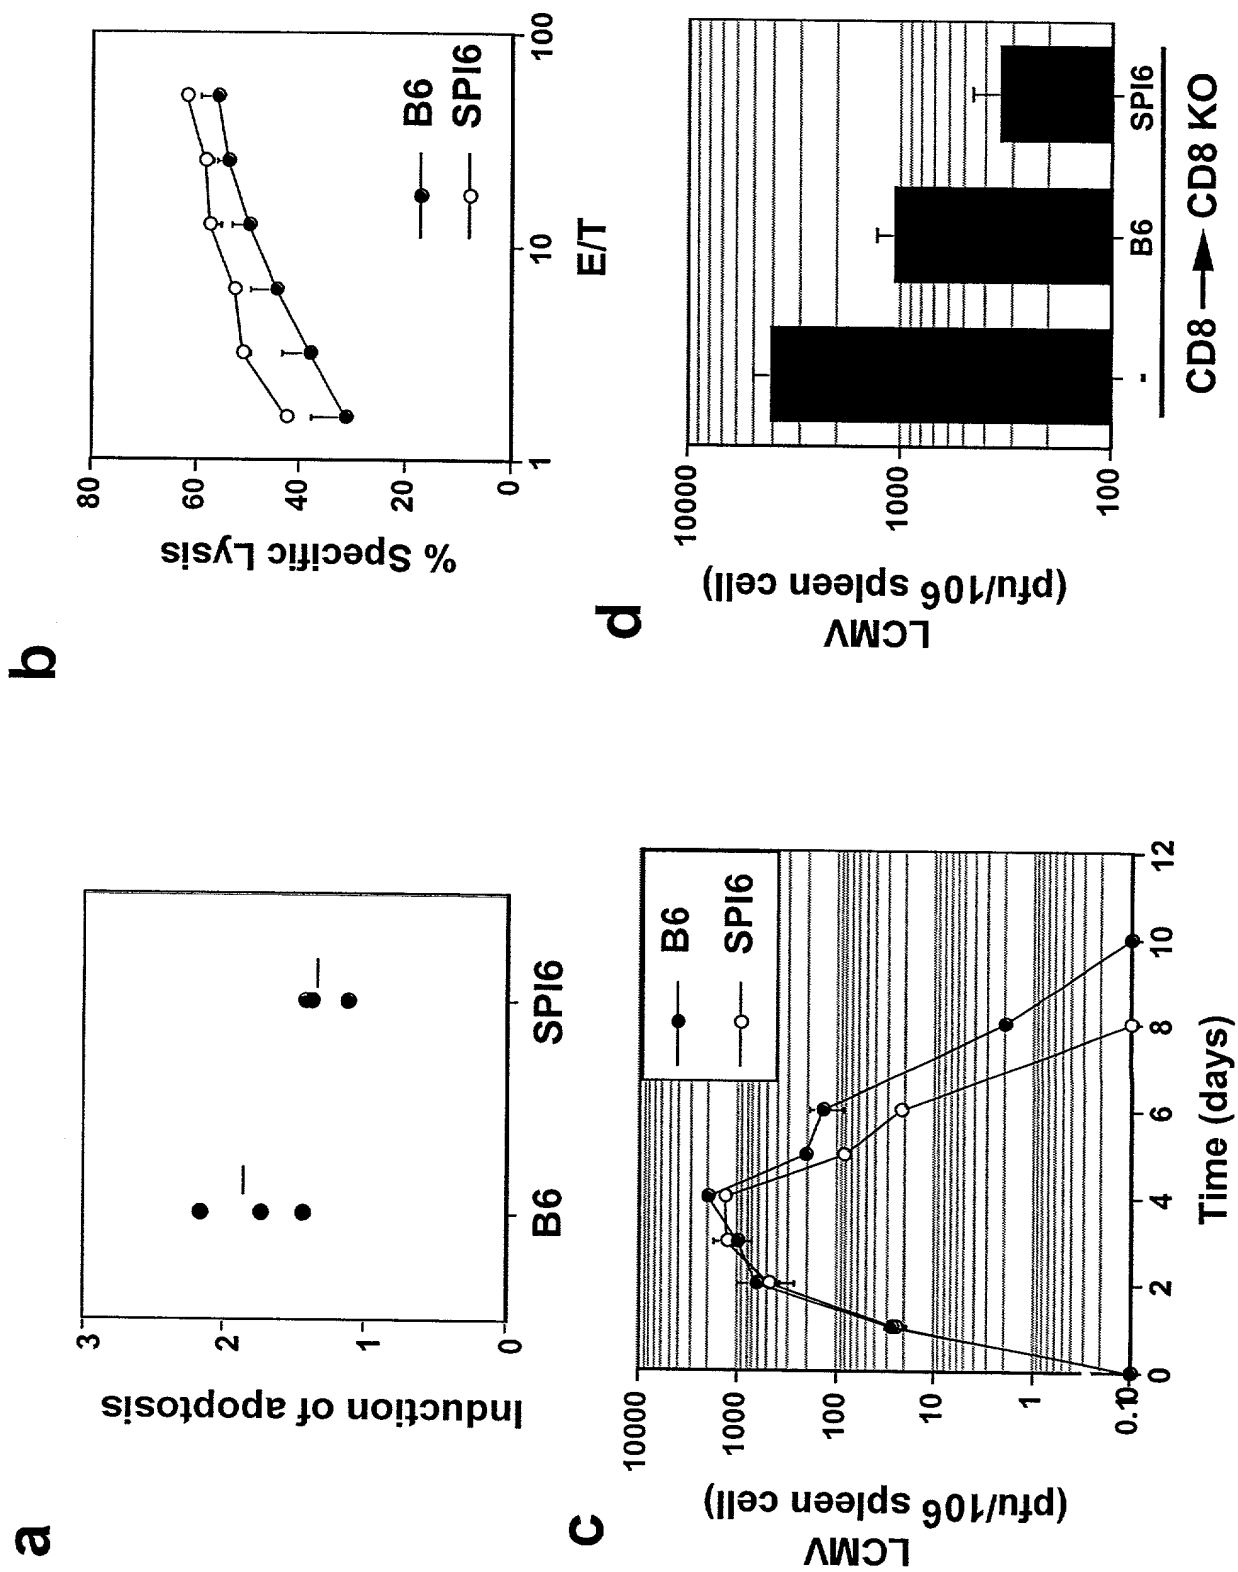 a
Induction of apoptosis
3
2
1
0
B6
SPI6
b
% Specific Lysis
80
60
40
20
0
1
10
100
E/T
B6
SPI6
c
LCMV
(pfu/106 spleen cell)
10000
1000
100
10
1
0.1
0
2
4
6
8
10
12
Time (days)
B6
SPI6
d
LCMV
(pfu/106 spleen cell)
10000
1000
100
-
B6
SPI6
CD8 → CD8 KO